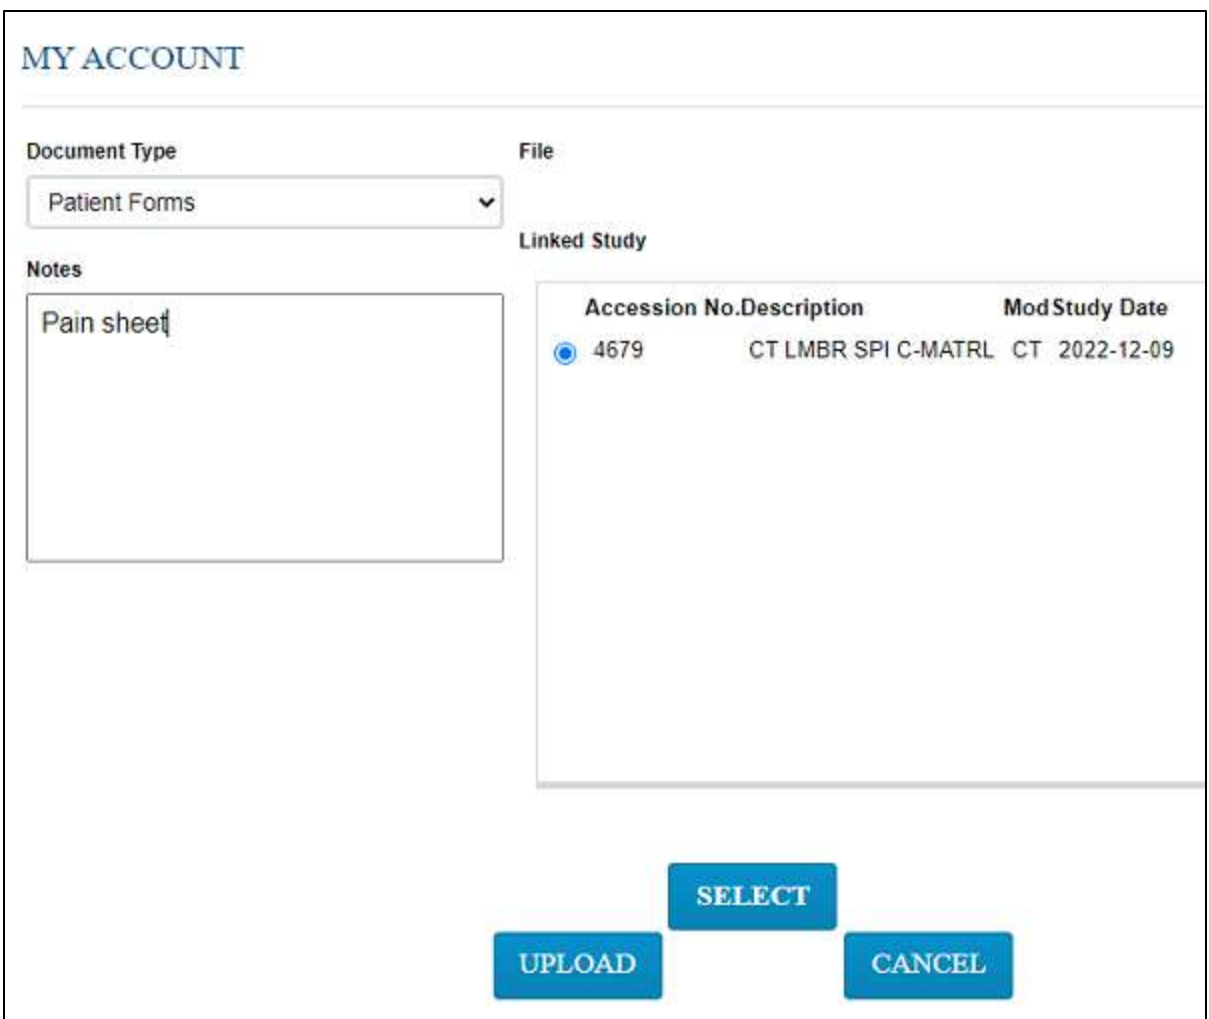 MY ACCOUNT
Document Type
Patient Forms
Notes
Pain sheet
File
Linked Study
Accession No.Description Mod Study Date
4679 CT LMBR SPI C-MATRL CT 2022-12-09
SELECT
UPLOAD CANCEL